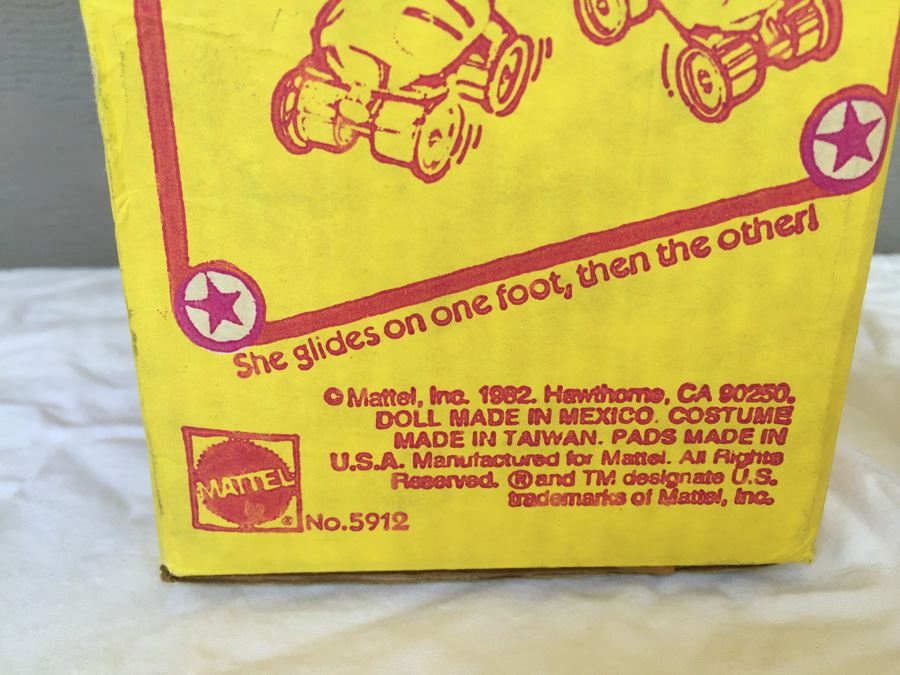 She glides on one foot, then the other!
©Mattel, Inc. 1982. Hawthorne, CA 90250.
DOLL MADE IN MEXICO. COSTUME
MADE IN TAIWAN. PADS MADE IN
U.S.A. Manufactured for Mattel. All Rights
Reserved. ® and TM designate U.S.
trademarks of Mattel, Inc.
MATTEL ®
No.5912